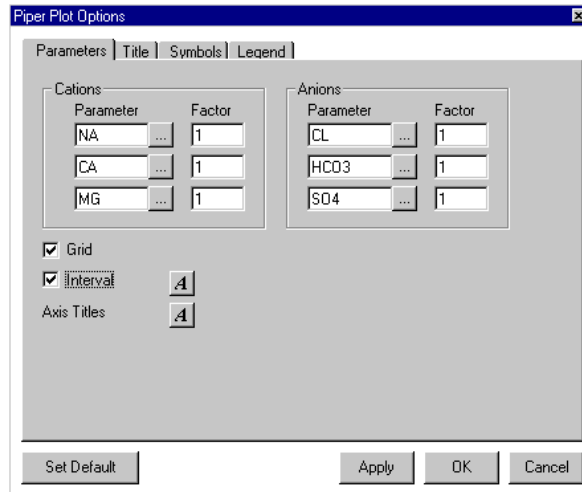 Piper Plot Options
Parameters Title Symbols Legend
Cations
Parameter Factor
NA ... 1
CA ... 1
MG ... 1
Anions
Parameter Factor
CL ... 1
HCO3 ... 1
SO4 ... 1
Grid
Interval A
Axis Titles A
Set Default Apply OK Cancel